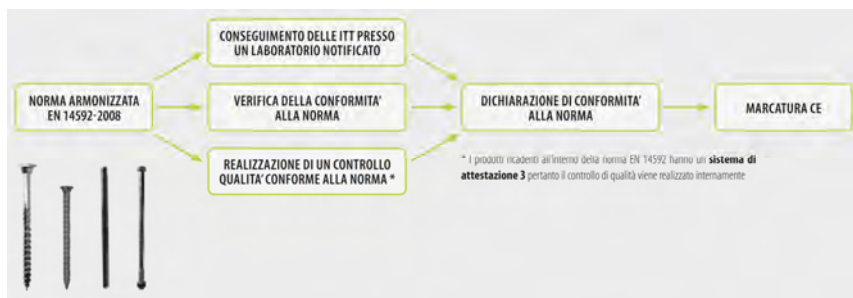 CONSEGUIMENTO DELLE ITT PRESSO
UN LABORATORIO NOTIFICATO
NORMA ARMONIZZATA
EN 14592-2008
VERIFICA DELLA CONFORMITA'
ALLA NORMA
DICHIARAZIONE DI CONFORMITA'
ALLA NORMA
MARCATURA CE
REALIZZAZIONE DI UN CONTROLLO
QUALITA' CONFORME ALLA NORMA *
* I prodotti ricadenti all'interno della norma EN 14592 hanno un sistema di
attestazione 3 pertanto il controllo di qualità viene realizzato internamente